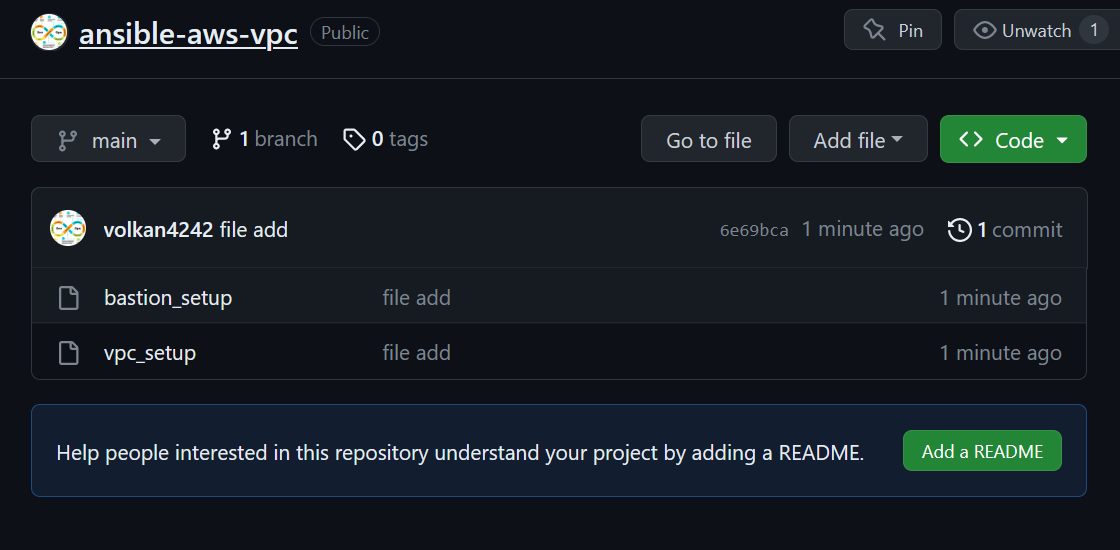 ansible-aws-vpc Public Pin Unwatch 1
main 1 branch 0 tags Go to file Add file Code
volkan4242 file add 6e69bca 1 minute ago 1 commit
bastion_setup file add 1 minute ago
vpc_setup file add 1 minute ago
Help people interested in this repository understand your project by adding a README. Add a README